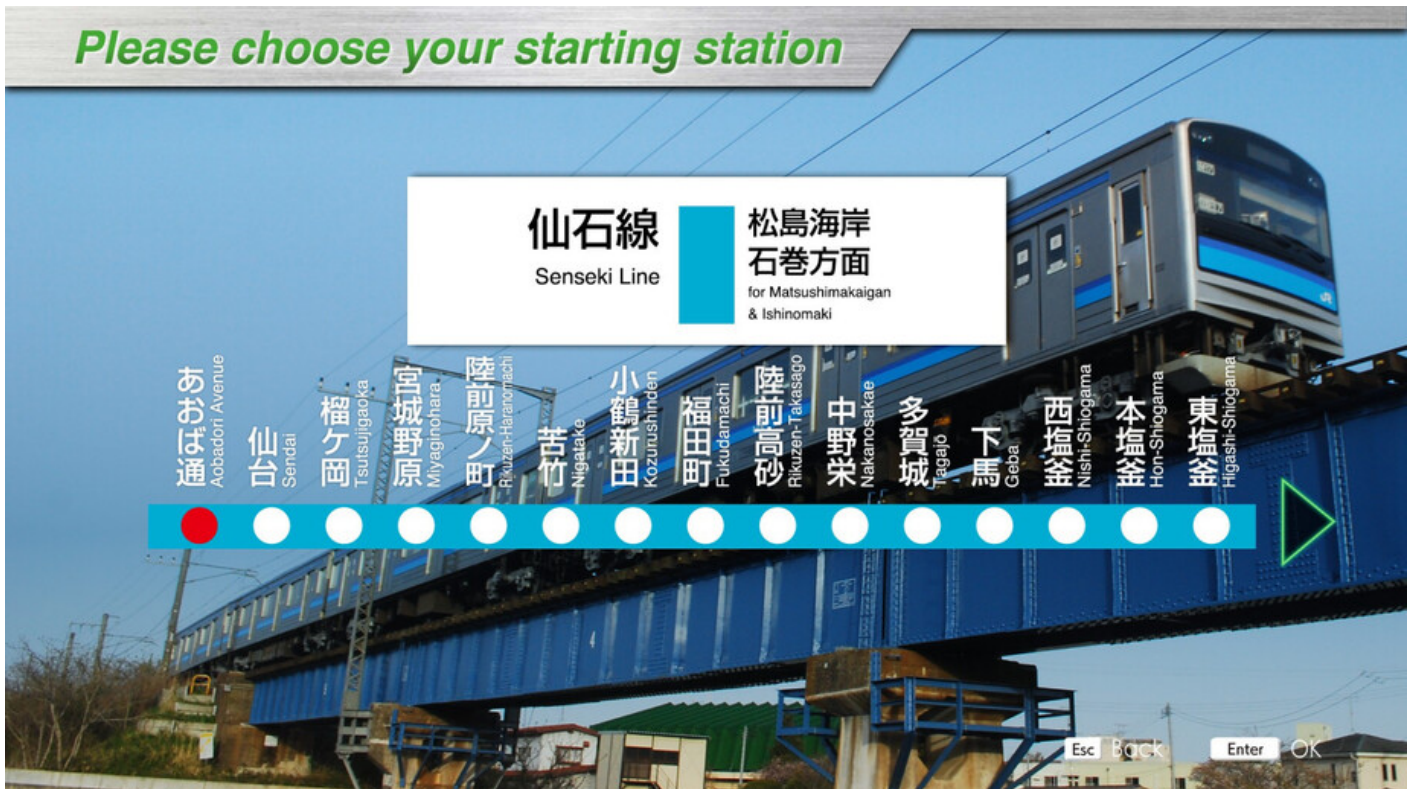 Please choose your starting station
仙石線
Senseki Line
松島海岸
石巻方面
for Matsushimakaigan
& Ishinomaki
あおば通
Aobadori Avenue
仙台
Sendai
榴ケ岡
Tsutsujigaoka
宮城野原
Miyaginohara
陸前原ノ町
Rikuzen-Haranomachi
苦竹
Nigatake
小鶴新田
Kozurushinden
福田町
Fukudamachi
陸前高砂
Rikuzen-Takasago
中野栄
Nakanosakae
多賀城
Tagajō
下馬
Geba
西塩釜
Nishi-Shiogama
本塩釜
Hon-Shiogama
東塩釜
Higashi-Shiogama
JR
4
Esc Back Enter OK